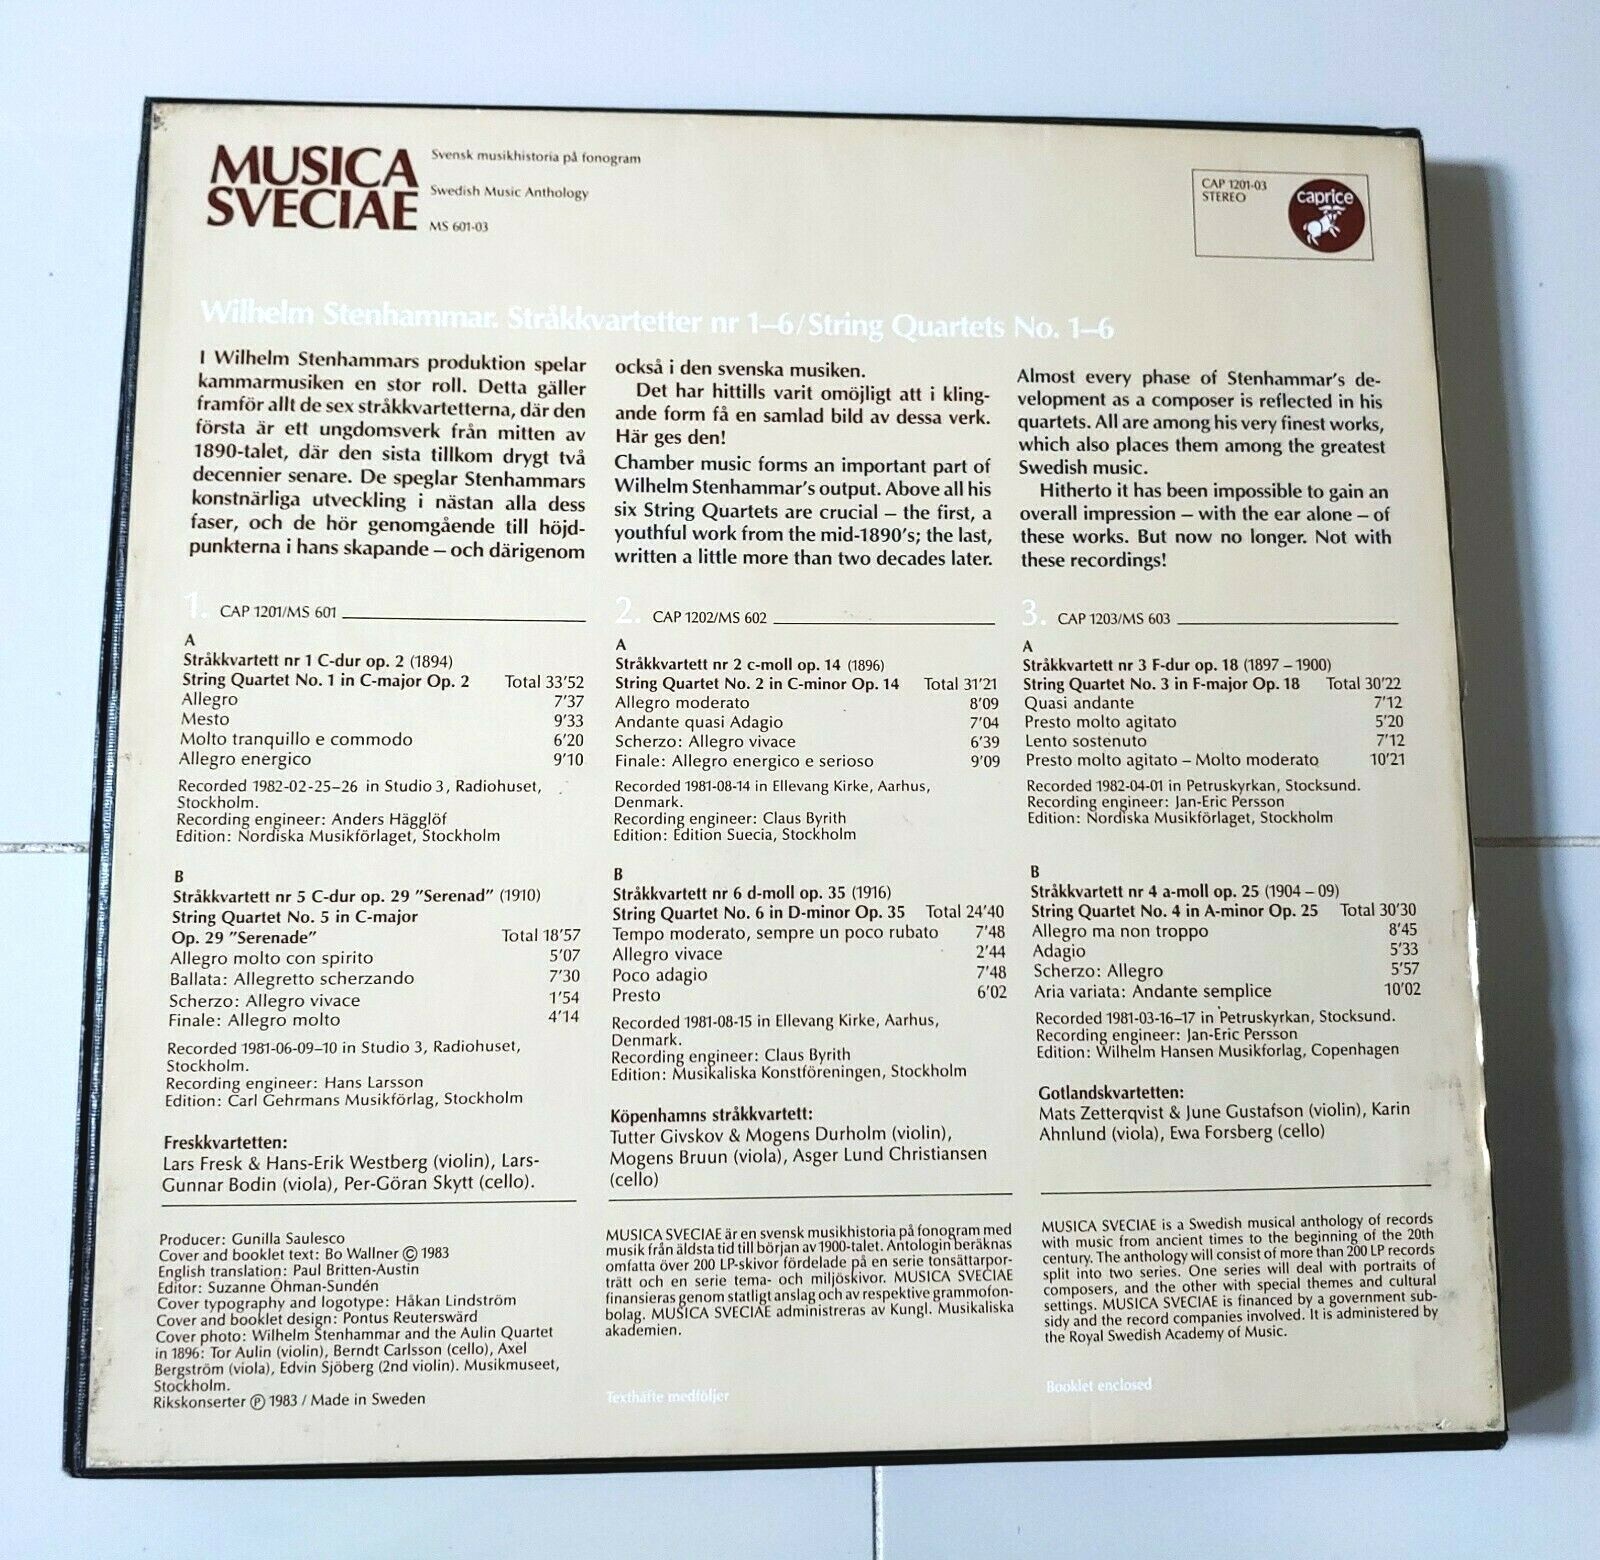 MUSICA
SVECIAE
Svensk musikhistoria på fonogram
Swedish Music Anthology
MS 601-03
CAP 1201-03
STEREO
caprice
Wilhelm Stenhammar. Stråkkvartetter nr 1–6/String Quartets No. 1–6
I Wilhelm Stenhammars produktion spelar
kammarmusiken en stor roll. Detta gäller
framför allt de sex stråkkvartetterna, där den
första är ett ungdomsverk från mitten av
1890-talet, där den sista tillkom drygt två
decennier senare. De speglar Stenhammars
konstnärliga utveckling i nästan alla dess
faser, och de hör genomgående till höjd-
punkterna i hans skapande – och därigenom
också i den svenska musiken.
Det har hittills varit omöjligt att i kling-
ande form få en samlad bild av dessa verk.
Här ges den!
Chamber music forms an important part of
Wilhelm Stenhammar's output. Above all his
six String Quartets are crucial – the first, a
youthful work from the mid-1890's; the last,
written a little more than two decades later.
Almost every phase of Stenhammar's de-
velopment as a composer is reflected in his
quartets. All are among his very finest works,
which also places them among the greatest
Swedish music.
Hitherto it has been impossible to gain an
overall impression – with the ear alone – of
these works. But now no longer. Not with
these recordings!
1. CAP 1201/MS 601
A
Stråkkvartett nr 1 C-dur op. 2 (1894)
String Quartet No. 1 in C-major Op. 2 Total 33'52
Allegro 7'37
Mesto 9'33
Molto tranquillo e commodo 6'20
Allegro energico 9'10
Recorded 1982-02-25–26 in Studio 3, Radiohuset,
Stockholm.
Recording engineer: Anders Hägglöf
Edition: Nordiska Musikförlaget, Stockholm
B
Stråkkvartett nr 5 C-dur op. 29 "Serenad" (1910)
String Quartet No. 5 in C-major
Op. 29 "Serenade" Total 18'57
Allegro molto con spirito 5'07
Ballata: Allegretto scherzando 7'30
Scherzo: Allegro vivace 1'54
Finale: Allegro molto 4'14
Recorded 1981-06-09–10 in Studio 3, Radiohuset,
Stockholm.
Recording engineer: Hans Larsson
Edition: Carl Gehrmans Musikförlag, Stockholm
Freskkvartetten:
Lars Fresk & Hans-Erik Westberg (violin), Lars-
Gunnar Bodin (viola), Per-Göran Skytt (cello).
2. CAP 1202/MS 602
A
Stråkkvartett nr 2 c-moll op. 14 (1896)
String Quartet No. 2 in C-minor Op. 14 Total 31'21
Allegro moderato 8'09
Andante quasi Adagio 7'04
Scherzo: Allegro vivace 6'39
Finale: Allegro energico e serioso 9'09
Recorded 1981-08-14 in Ellevang Kirke, Aarhus,
Denmark.
Recording engineer: Claus Byrith
Edition: Edition Suecia, Stockholm
B
Stråkkvartett nr 6 d-moll op. 35 (1916)
String Quartet No. 6 in D-minor Op. 35 Total 24'40
Tempo moderato, sempre un poco rubato 7'48
Allegro vivace 2'44
Poco adagio 7'48
Presto 6'02
Recorded 1981-08-15 in Ellevang Kirke, Aarhus,
Denmark.
Recording engineer: Claus Byrith
Edition: Musikaliska Konstföreningen, Stockholm
Köpenhamns stråkkvartett:
Tutter Givskov & Mogens Durholm (violin),
Mogens Bruun (viola), Asger Lund Christiansen
(cello)
3. CAP 1203/MS 603
A
Stråkkvartett nr 3 F-dur op. 18 (1897 – 1900)
String Quartet No. 3 in F-major Op. 18 Total 30'22
Quasi andante 7'12
Presto molto agitato 5'20
Lento sostenuto 7'12
Presto molto agitato – Molto moderato 10'21
Recorded 1982-04-01 in Petruskyrkan, Stocksund.
Recording engineer: Jan-Eric Persson
Edition: Nordiska Musikförlaget, Stockholm
B
Stråkkvartett nr 4 a-moll op. 25 (1904 – 09)
String Quartet No. 4 in A-minor Op. 25 Total 30'30
Allegro ma non troppo 8'45
Adagio 5'33
Scherzo: Allegro 5'57
Aria variata: Andante semplice 10'02
Recorded 1981-03-16–17 in Petruskyrkan, Stocksund.
Recording engineer: Jan-Eric Persson
Edition: Wilhelm Hansen Musikforlag, Copenhagen
Gotlandskvartetten:
Mats Zetterqvist & June Gustafson (violin), Karin
Ahnlund (viola), Ewa Forsberg (cello)
Producer: Gunilla Saulesco
Cover and booklet text: Bo Wallner © 1983
English translation: Paul Britten-Austin
Editor: Suzanne Öhman-Sundén
Cover typography and logotype: Håkan Lindström
Cover and booklet design: Pontus Reuterswärd
Cover photo: Wilhelm Stenhammar and the Aulin Quartet
in 1896: Tor Aulin (violin), Berndt Carlsson (cello), Axel
Bergström (viola), Edvin Sjöberg (2nd violin). Musikmuseet,
Stockholm.
Rikskonserter ℗ 1983 / Made in Sweden
MUSICA SVECIAE är en svensk musikhistoria på fonogram med
musik från äldsta tid till början av 1900-talet. Antologin beräknas
omfatta över 200 LP-skivor fördelade på en serie tonsättarpor-
trätt och en serie tema- och miljöskivor. MUSICA SVECIAE
finansieras genom statligt anslag och av respektive grammofon-
bolag. MUSICA SVECIAE administreras av Kungl. Musikaliska
akademien.
Texthäfte medföljer
MUSICA SVECIAE is a Swedish musical anthology of records
with music from ancient times to the beginning of the 20th
century. The anthology will consist of more than 200 LP records
split into two series. One series will deal with portraits of
composers, and the other with special themes and cultural
settings. MUSICA SVECIAE is financed by a government sub-
sidy and the record companies involved. It is administered by
the Royal Swedish Academy of Music.
Booklet enclosed